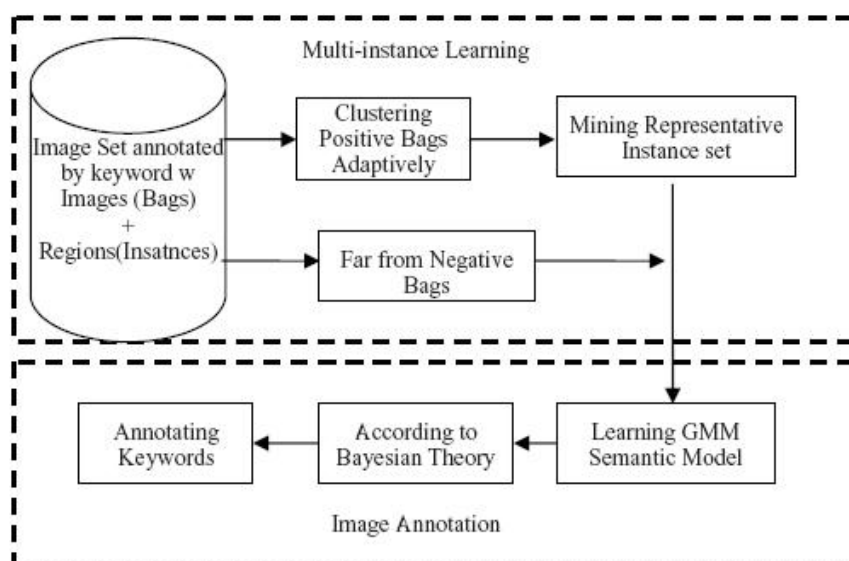 Multi-instance Learning
Image Set annotated
by keyword w
Images (Bags)
+
Regions(Insatnces)
Clustering
Positive Bags
Adaptively
Mining Representative
Instance set
Far from Negative
Bags
Learning GMM
Semantic Model
According to
Bayesian Theory
Annotating
Keywords
Image Annotation